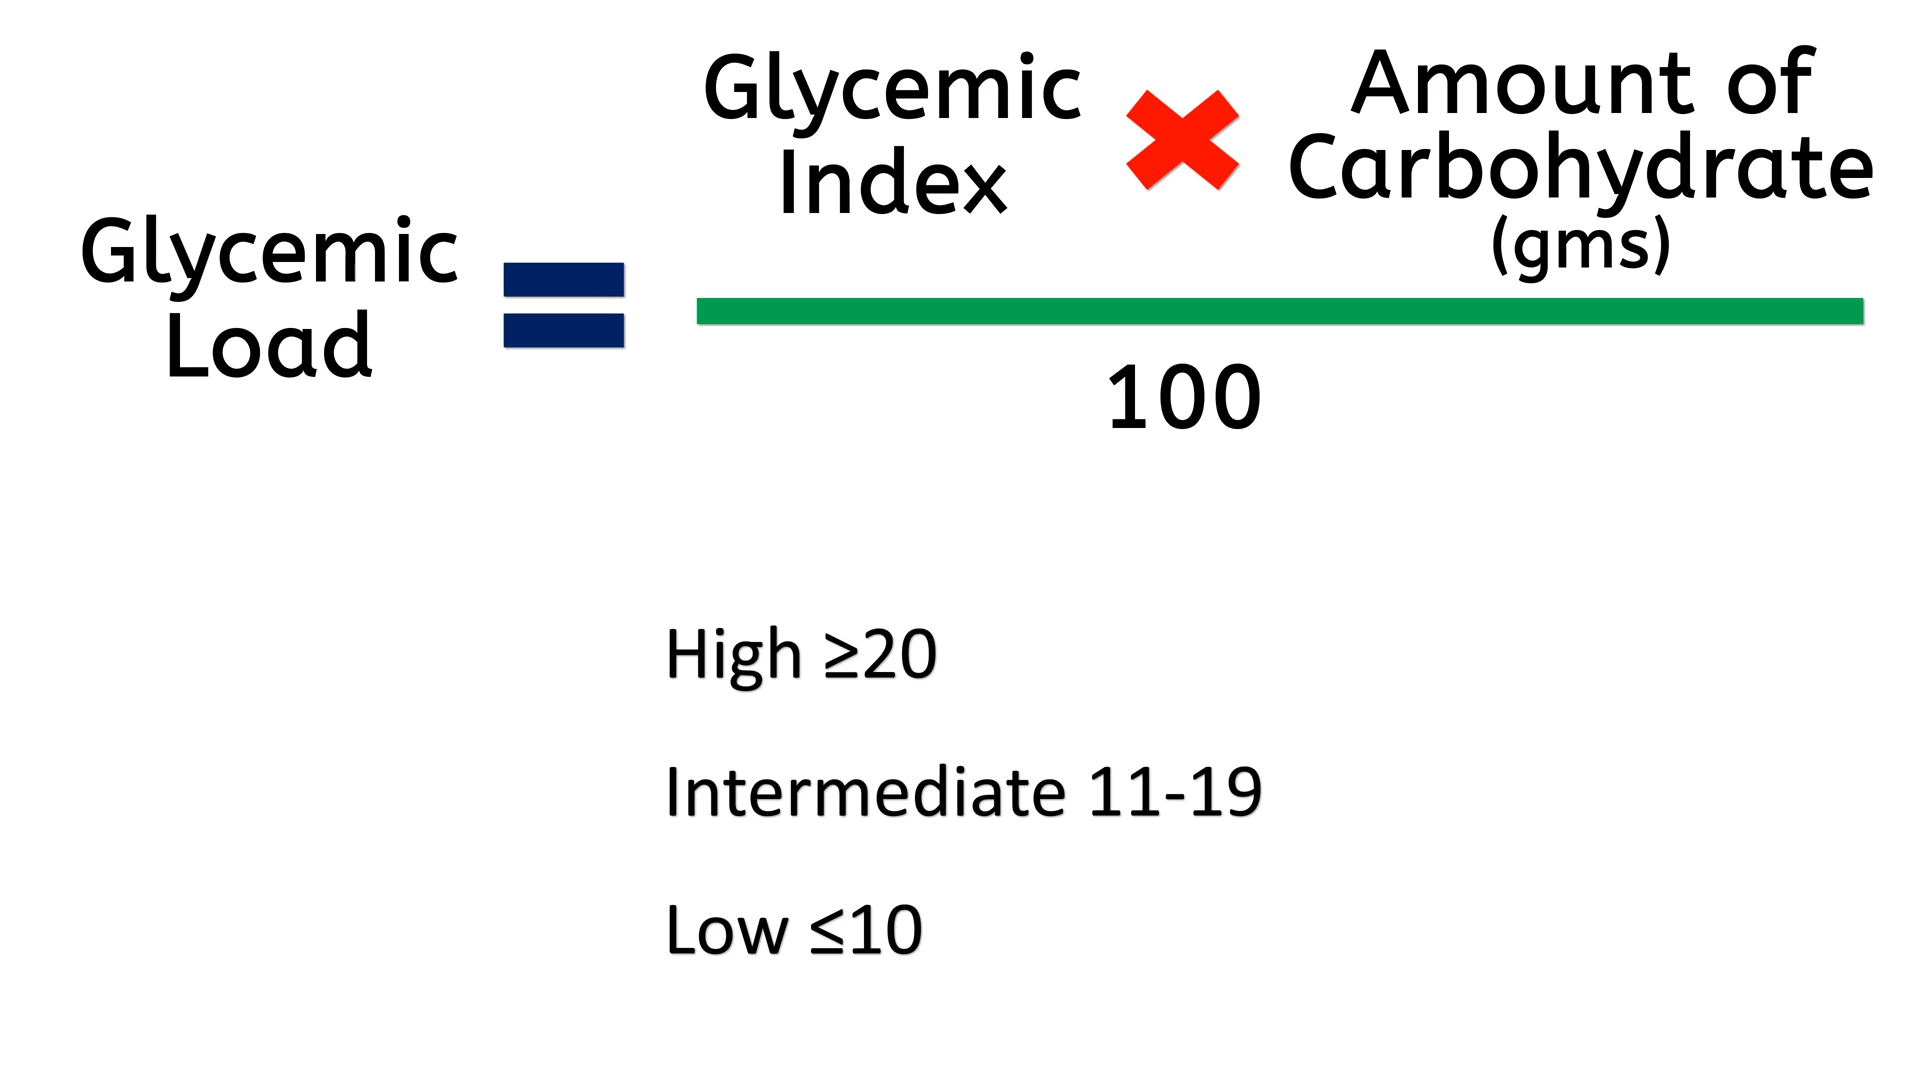 Glycemic
Load
=
Glycemic
Index
✖
Amount of
Carbohydrate
(gms)
100
High ≥20
Intermediate 11-19
Low ≤10